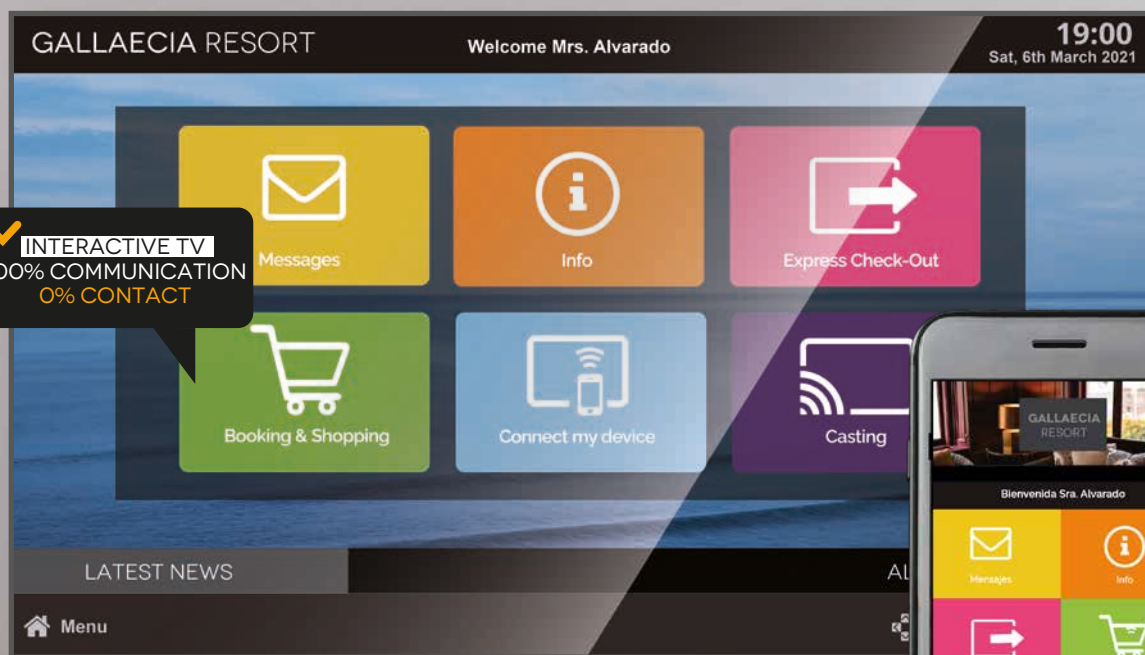 GALLAECIA RESORT
Welcome Mrs. Alvarado
19:00
Sat, 6th March 2021
Messages
Info
Express Check-Out
INTERACTIVE TV
00% COMMUNICATION
0% CONTACT
Booking & Shopping
Connect my device
Casting
LATEST NEWS
AL
Menu
GALLAECIA
RESORT
Bienvenida Sra. Alvarado
Mensajes
Info